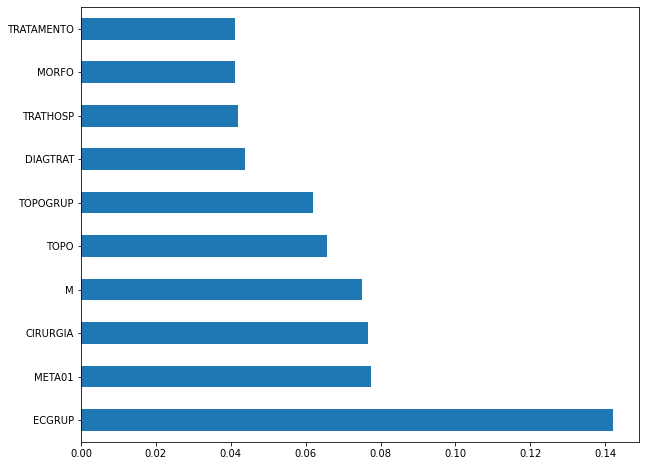 TRATAMENTO
MORFO
TRATHOSP
DIAGTRAT
TOPOGRUP
TOPO
M
CIRURGIA
META01
ECGRUP
0.00 0.02 0.04 0.06 0.08 0.10 0.12 0.14